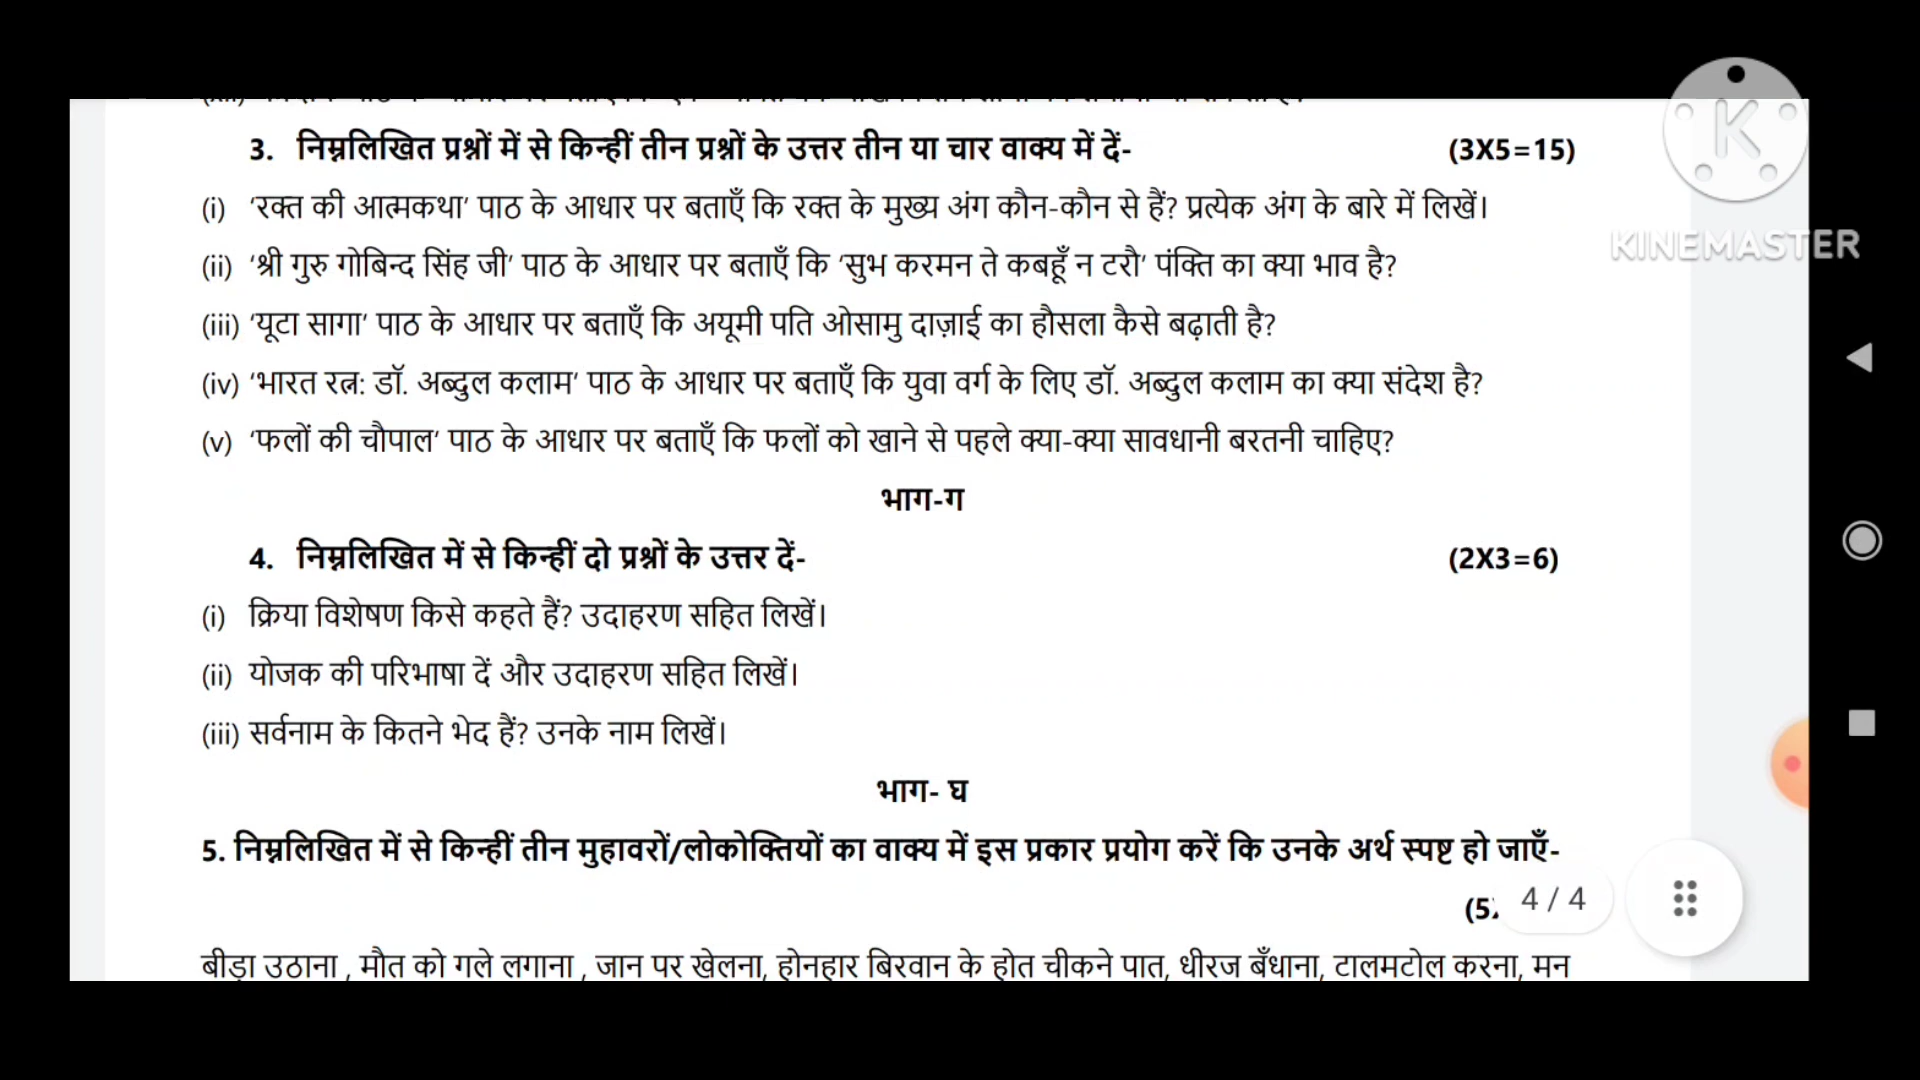 3. निम्नलिखित प्रश्नों में से किन्हीं तीन प्रश्नों के उत्तर तीन या चार वाक्य में दें- (3X5=15)
(i) ‘रक्त की आत्मकथा’ पाठ के आधार पर बताएँ कि रक्त के मुख्य अंग कौन-कौन से हैं? प्रत्येक अंग के बारे में लिखें।
(ii) ‘श्री गुरु गोबिन्द सिंह जी’ पाठ के आधार पर बताएँ कि ‘सुभ करमन ते कबहूँ न टरौ’ पंक्ति का क्या भाव है?
(iii) ‘यूटा सागा’ पाठ के आधार पर बताएँ कि अयूमी पति ओसामु दाज़ाई का हौसला कैसे बढ़ाती है?
(iv) ‘भारत रत्न: डॉ. अब्दुल कलाम’ पाठ के आधार पर बताएँ कि युवा वर्ग के लिए डॉ. अब्दुल कलाम का क्या संदेश है?
(v) ‘फलों की चौपाल’ पाठ के आधार पर बताएँ कि फलों को खाने से पहले क्या-क्या सावधानी बरतनी चाहिए?
भाग-ग
4. निम्नलिखित में से किन्हीं दो प्रश्नों के उत्तर दें- (2X3=6)
(i) क्रिया विशेषण किसे कहते हैं? उदाहरण सहित लिखें।
(ii) योजक की परिभाषा दें और उदाहरण सहित लिखें।
(iii) सर्वनाम के कितने भेद हैं? उनके नाम लिखें।
भाग- घ
5. निम्नलिखित में से किन्हीं तीन मुहावरों/लोकोक्तियों का वाक्य में इस प्रकार प्रयोग करें कि उनके अर्थ स्पष्ट हो जाएँ-
(5
4 / 4
बीड़ा उठाना , मौत को गले लगाना , जान पर खेलना, होनहार बिरवान के होत चीकने पात, धीरज बँधाना, टालमटोल करना, मन
K
KINEMASTER